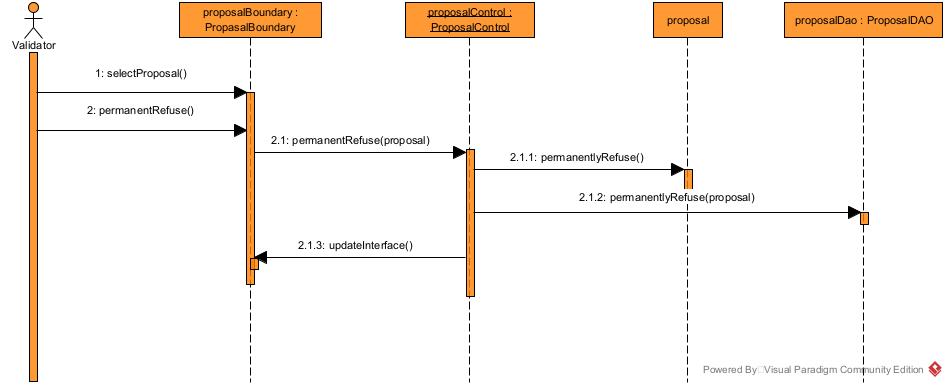 proposalBoundary :
PropasalBoundary
proposalControl :
ProposalControl
proposal
proposalDao : ProposalDAO
Validator
1: selectProposal()
2: permanentRefuse()
2.1: permanentRefuse(proposal)
2.1.1: permanentlyRefuse()
2.1.2: permanentlyRefuse(proposal)
2.1.3: updateInterface()
Powered By Visual Paradigm Community Edition